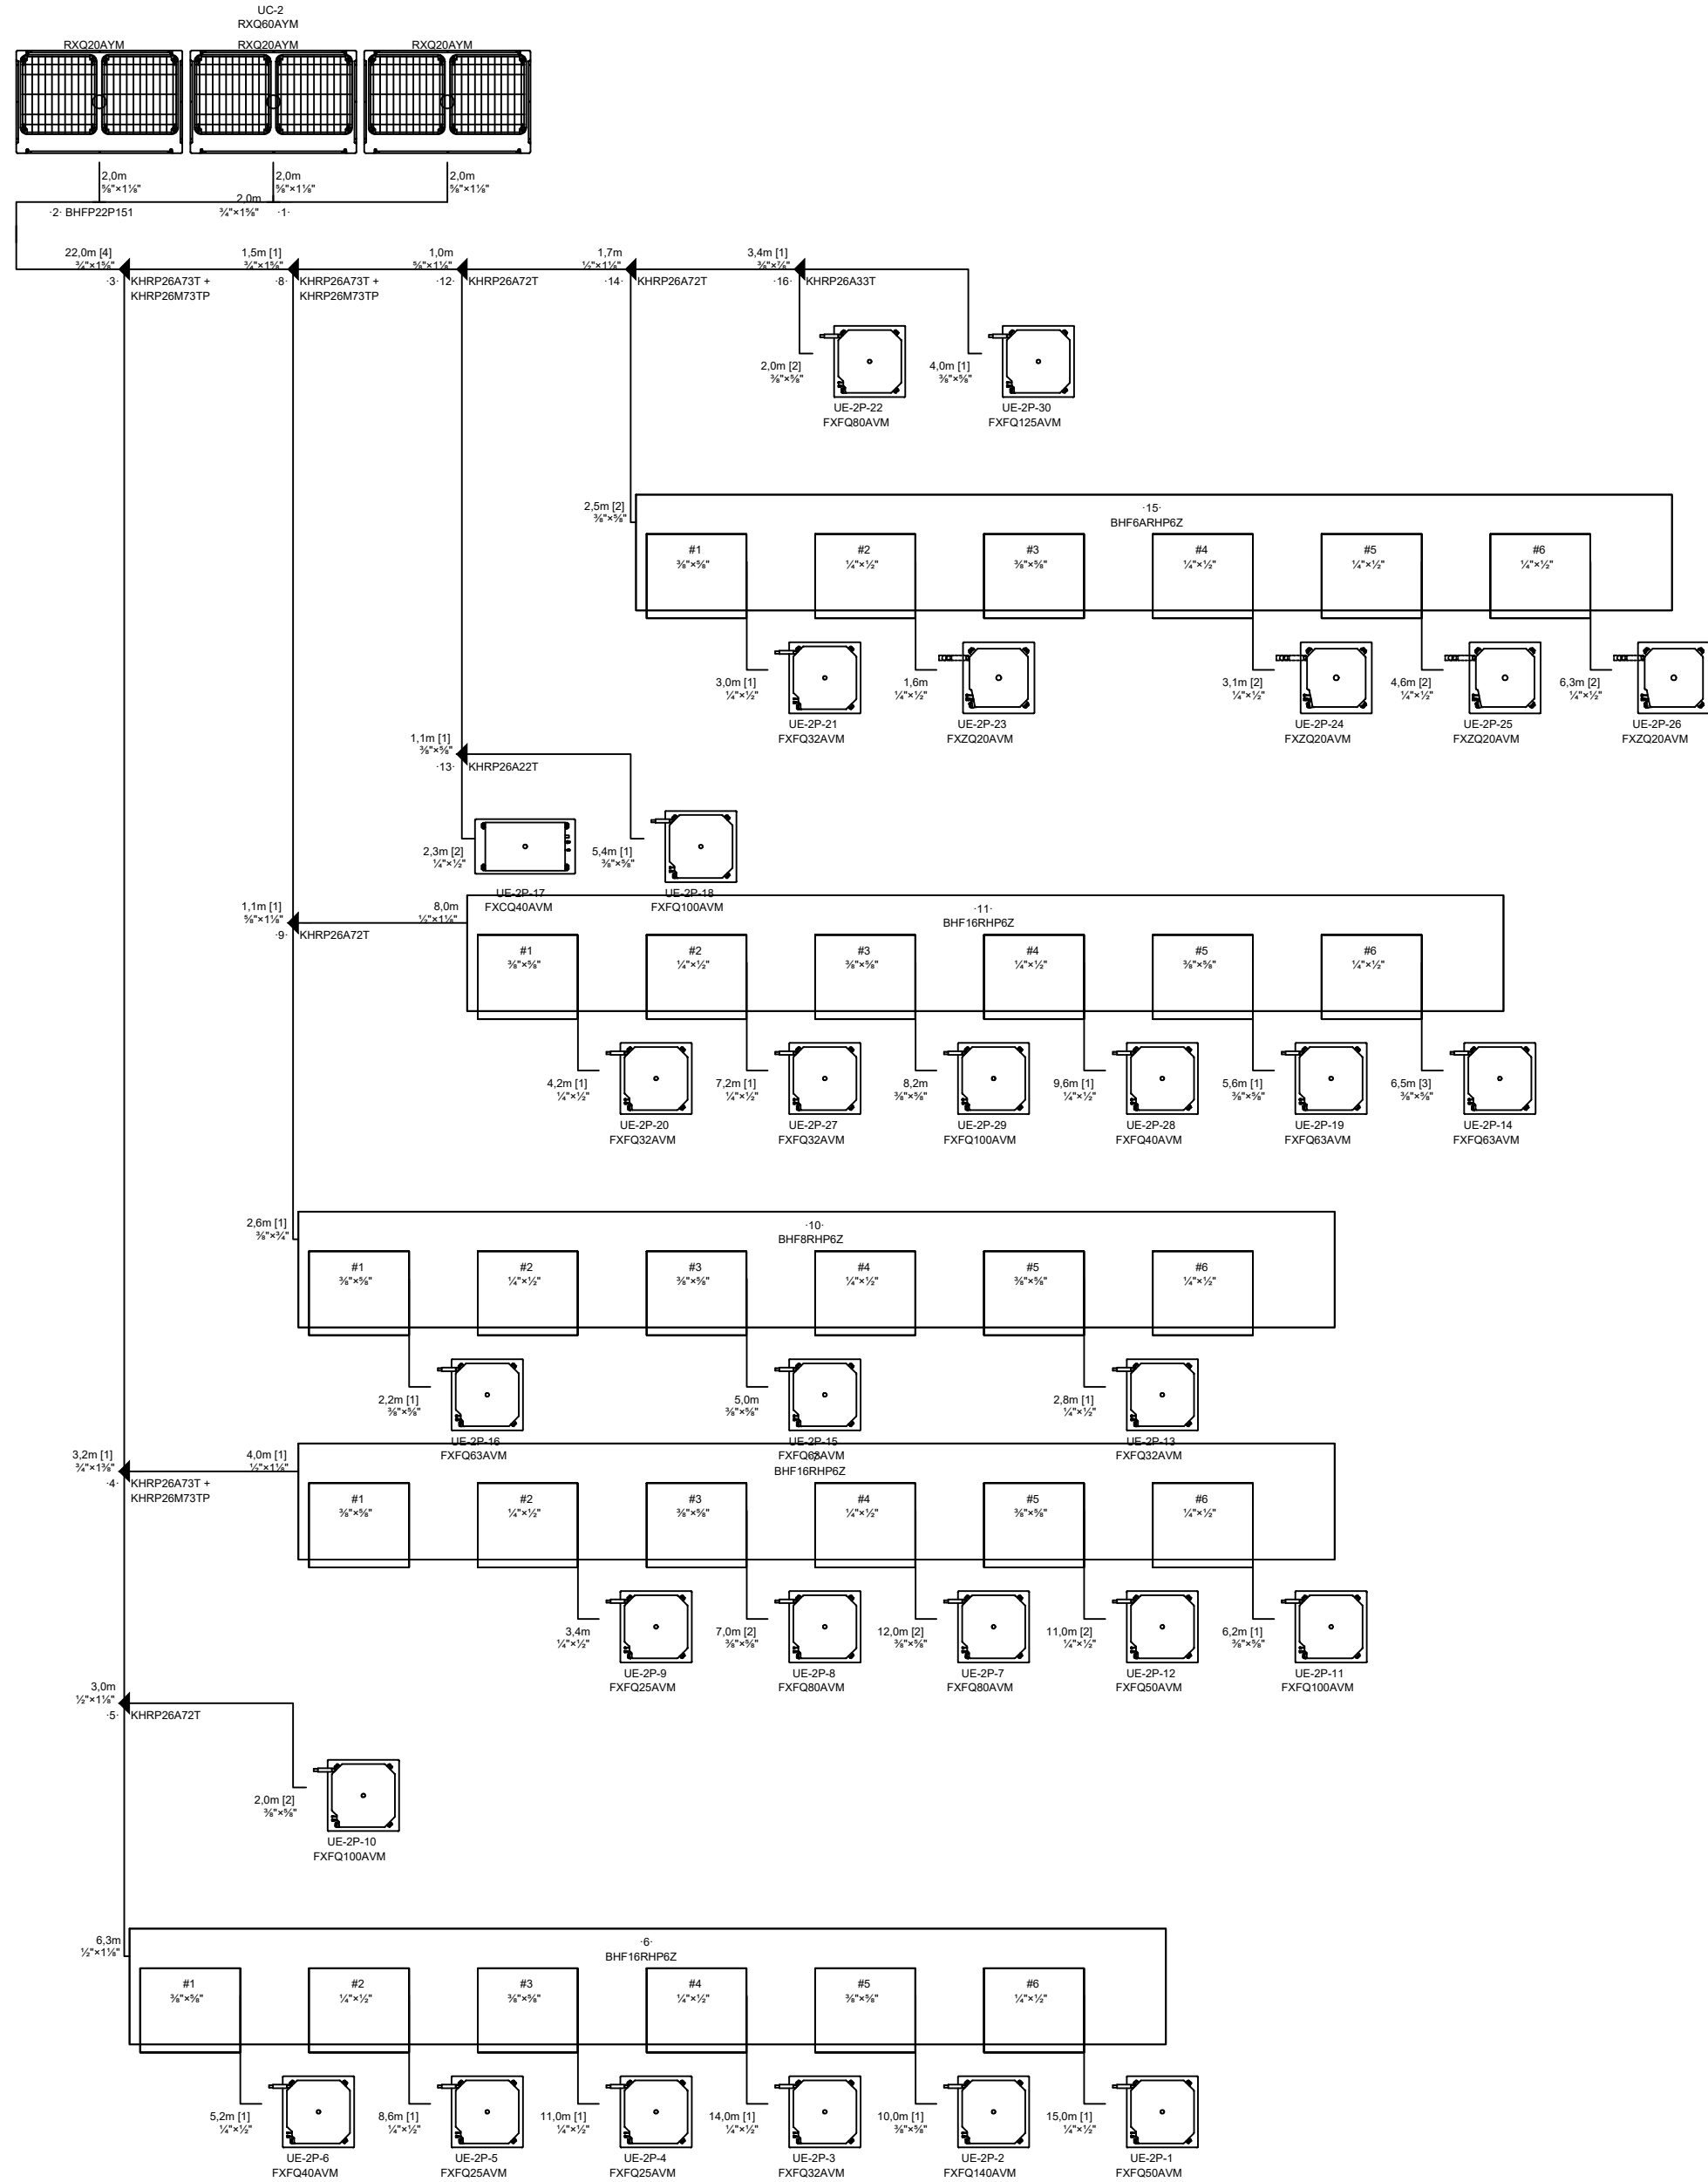 UC-2
RXQ60AYM
RXQ20AYM
RXQ20AYM
RXQ20AYM
2,0m
⅝"×1⅛"
2,0m
⅝"×1⅛"
2,0m
⅝"×1⅛"
2,0m
¾"×1⅝"
·1·
·2· BHFP22P151
22,0m [4]
¾"×1⅝"
·3·
KHRP26A73T +
KHRP26M73TP
1,5m [1]
¾"×1⅝"
·8·
KHRP26A73T +
KHRP26M73TP
1,0m
⅝"×1⅛"
·12·
KHRP26A72T
1,7m
½"×1⅛"
·14·
KHRP26A72T
3,4m [1]
⅜"×⅞"
·16·
KHRP26A33T
2,0m [2]
⅜"×⅝"
UE-2P-22
FXFQ80AVM
4,0m [1]
⅜"×⅝"
UE-2P-30
FXFQ125AVM
2,5m [2]
⅜"×⅝"
·15·
BHF6ARHP6Z
#1
⅜"×⅝"
#2
¼"×½"
#3
⅜"×⅝"
#4
¼"×½"
#5
¼"×½"
#6
¼"×½"
3,0m [1]
¼"×½"
UE-2P-21
FXFQ32AVM
1,6m
¼"×½"
UE-2P-23
FXZQ20AVM
3,1m [2]
¼"×½"
UE-2P-24
FXZQ20AVM
4,6m [2]
¼"×½"
UE-2P-25
FXZQ20AVM
6,3m [2]
¼"×½"
UE-2P-26
FXZQ20AVM
1,1m [1]
⅜"×⅝"
·13·
KHRP26A22T
2,3m [2]
¼"×½"
UE-2P-17
FXCQ40AVM
5,4m [1]
⅜"×⅝"
UE-2P-18
FXFQ100AVM
1,1m [1]
⅝"×1⅛"
·9·
KHRP26A72T
8,0m
½"×1⅛"
·11·
BHF16RHP6Z
#1
⅜"×⅝"
#2
¼"×½"
#3
⅜"×⅝"
#4
¼"×½"
#5
⅜"×⅝"
#6
¼"×½"
4,2m [1]
¼"×½"
UE-2P-20
FXFQ32AVM
7,2m [1]
¼"×½"
UE-2P-27
FXFQ32AVM
8,2m
⅜"×⅝"
UE-2P-29
FXFQ100AVM
9,6m [1]
¼"×½"
UE-2P-28
FXFQ40AVM
5,6m [1]
⅜"×⅝"
UE-2P-19
FXFQ63AVM
6,5m [3]
⅜"×⅝"
UE-2P-14
FXFQ63AVM
2,6m [1]
⅜"×¾"
·10·
BHF8RHP6Z
#1
⅜"×⅝"
#2
¼"×½"
#3
⅜"×⅝"
#4
¼"×½"
#5
⅜"×⅝"
#6
¼"×½"
2,2m [1]
⅜"×⅝"
UE-2P-16
FXFQ63AVM
5,0m
⅜"×⅝"
UE-2P-15
FXFQ63AVM
2,8m [1]
¼"×½"
UE-2P-13
FXFQ32AVM
3,2m [1]
¾"×1⅜"
·4·
KHRP26A73T +
KHRP26M73TP
4,0m [1]
½"×1⅛"
BHF16RHP6Z
#1
⅜"×⅝"
#2
¼"×½"
#3
⅜"×⅝"
#4
¼"×½"
#5
⅜"×⅝"
#6
¼"×½"
3,4m
¼"×½"
UE-2P-9
FXFQ25AVM
7,0m [2]
⅜"×⅝"
UE-2P-8
FXFQ80AVM
12,0m [2]
⅜"×⅝"
UE-2P-7
FXFQ80AVM
11,0m [2]
¼"×½"
UE-2P-12
FXFQ50AVM
6,2m [1]
⅜"×⅝"
UE-2P-11
FXFQ100AVM
3,0m
½"×1⅛"
·5·
KHRP26A72T
2,0m [2]
⅜"×⅝"
UE-2P-10
FXFQ100AVM
6,3m
½"×1⅛"
·6·
BHF16RHP6Z
#1
⅜"×⅝"
#2
¼"×½"
#3
⅜"×⅝"
#4
¼"×½"
#5
⅜"×⅝"
#6
¼"×½"
5,2m [1]
¼"×½"
UE-2P-6
FXFQ40AVM
8,6m [1]
¼"×½"
UE-2P-5
FXFQ25AVM
11,0m [1]
¼"×½"
UE-2P-4
FXFQ25AVM
14,0m [1]
¼"×½"
UE-2P-3
FXFQ32AVM
10,0m [1]
⅜"×⅝"
UE-2P-2
FXFQ140AVM
15,0m [1]
¼"×½"
UE-2P-1
FXFQ50AVM